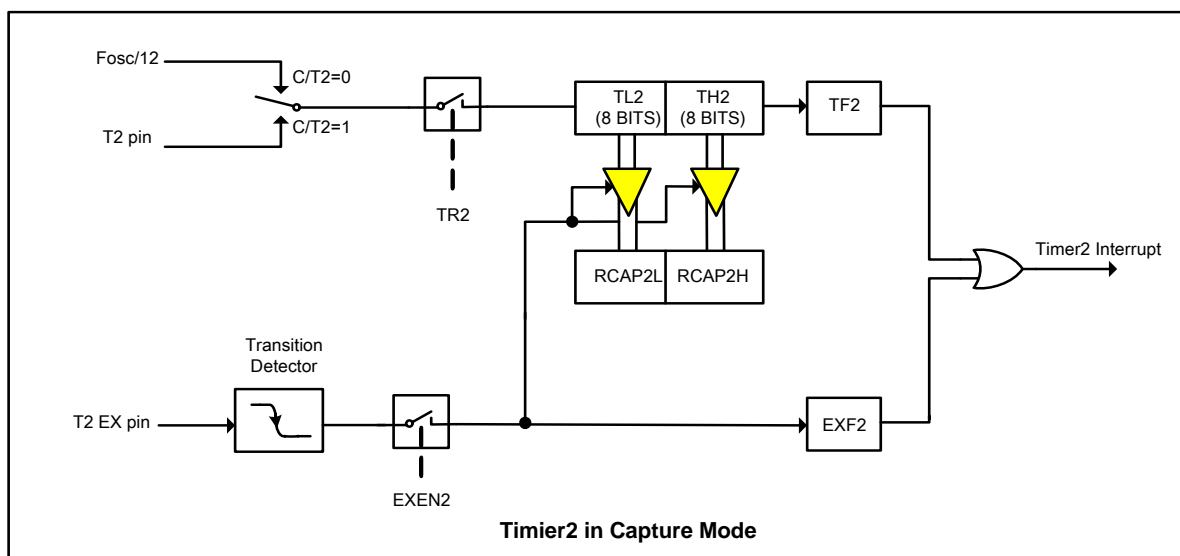 Fosc/12
C/T2=0
T2 pin
C/T2=1
TR2
TL2
(8 BITS)
TH2
(8 BITS)
TF2
RCAP2L
RCAP2H
Timer2 Interrupt
Transition
Detector
T2 EX pin
EXEN2
EXF2
Timier2 in Capture Mode